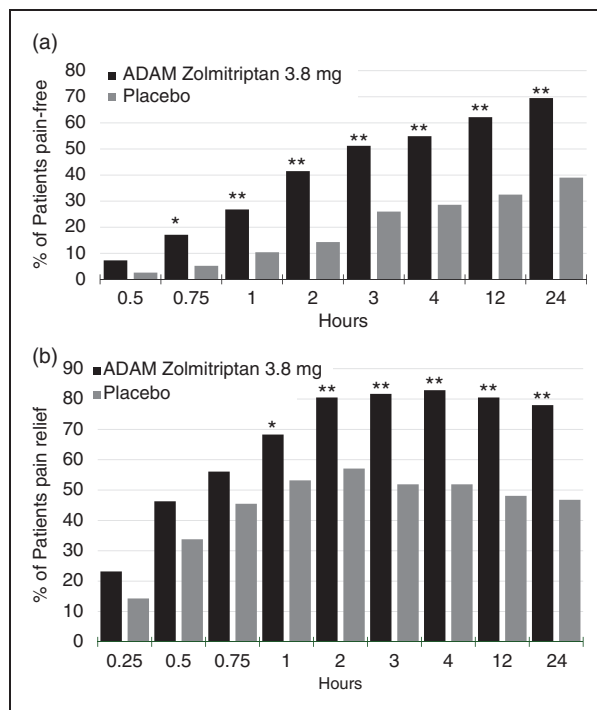 (a)
ADAM Zolmitriptan 3.8 mg
Placebo
% of Patients pain-free
80
70
60
50
40
30
20
10
0
* ** ** ** ** ** **
0.5 0.75 1 2 3 4 12 24
Hours
(b)
ADAM Zolmitriptan 3.8 mg
Placebo
% of Patients pain relief
90
80
70
60
50
40
30
20
10
0
* ** ** ** ** **
0.25 0.5 0.75 1 2 3 4 12 24
Hours